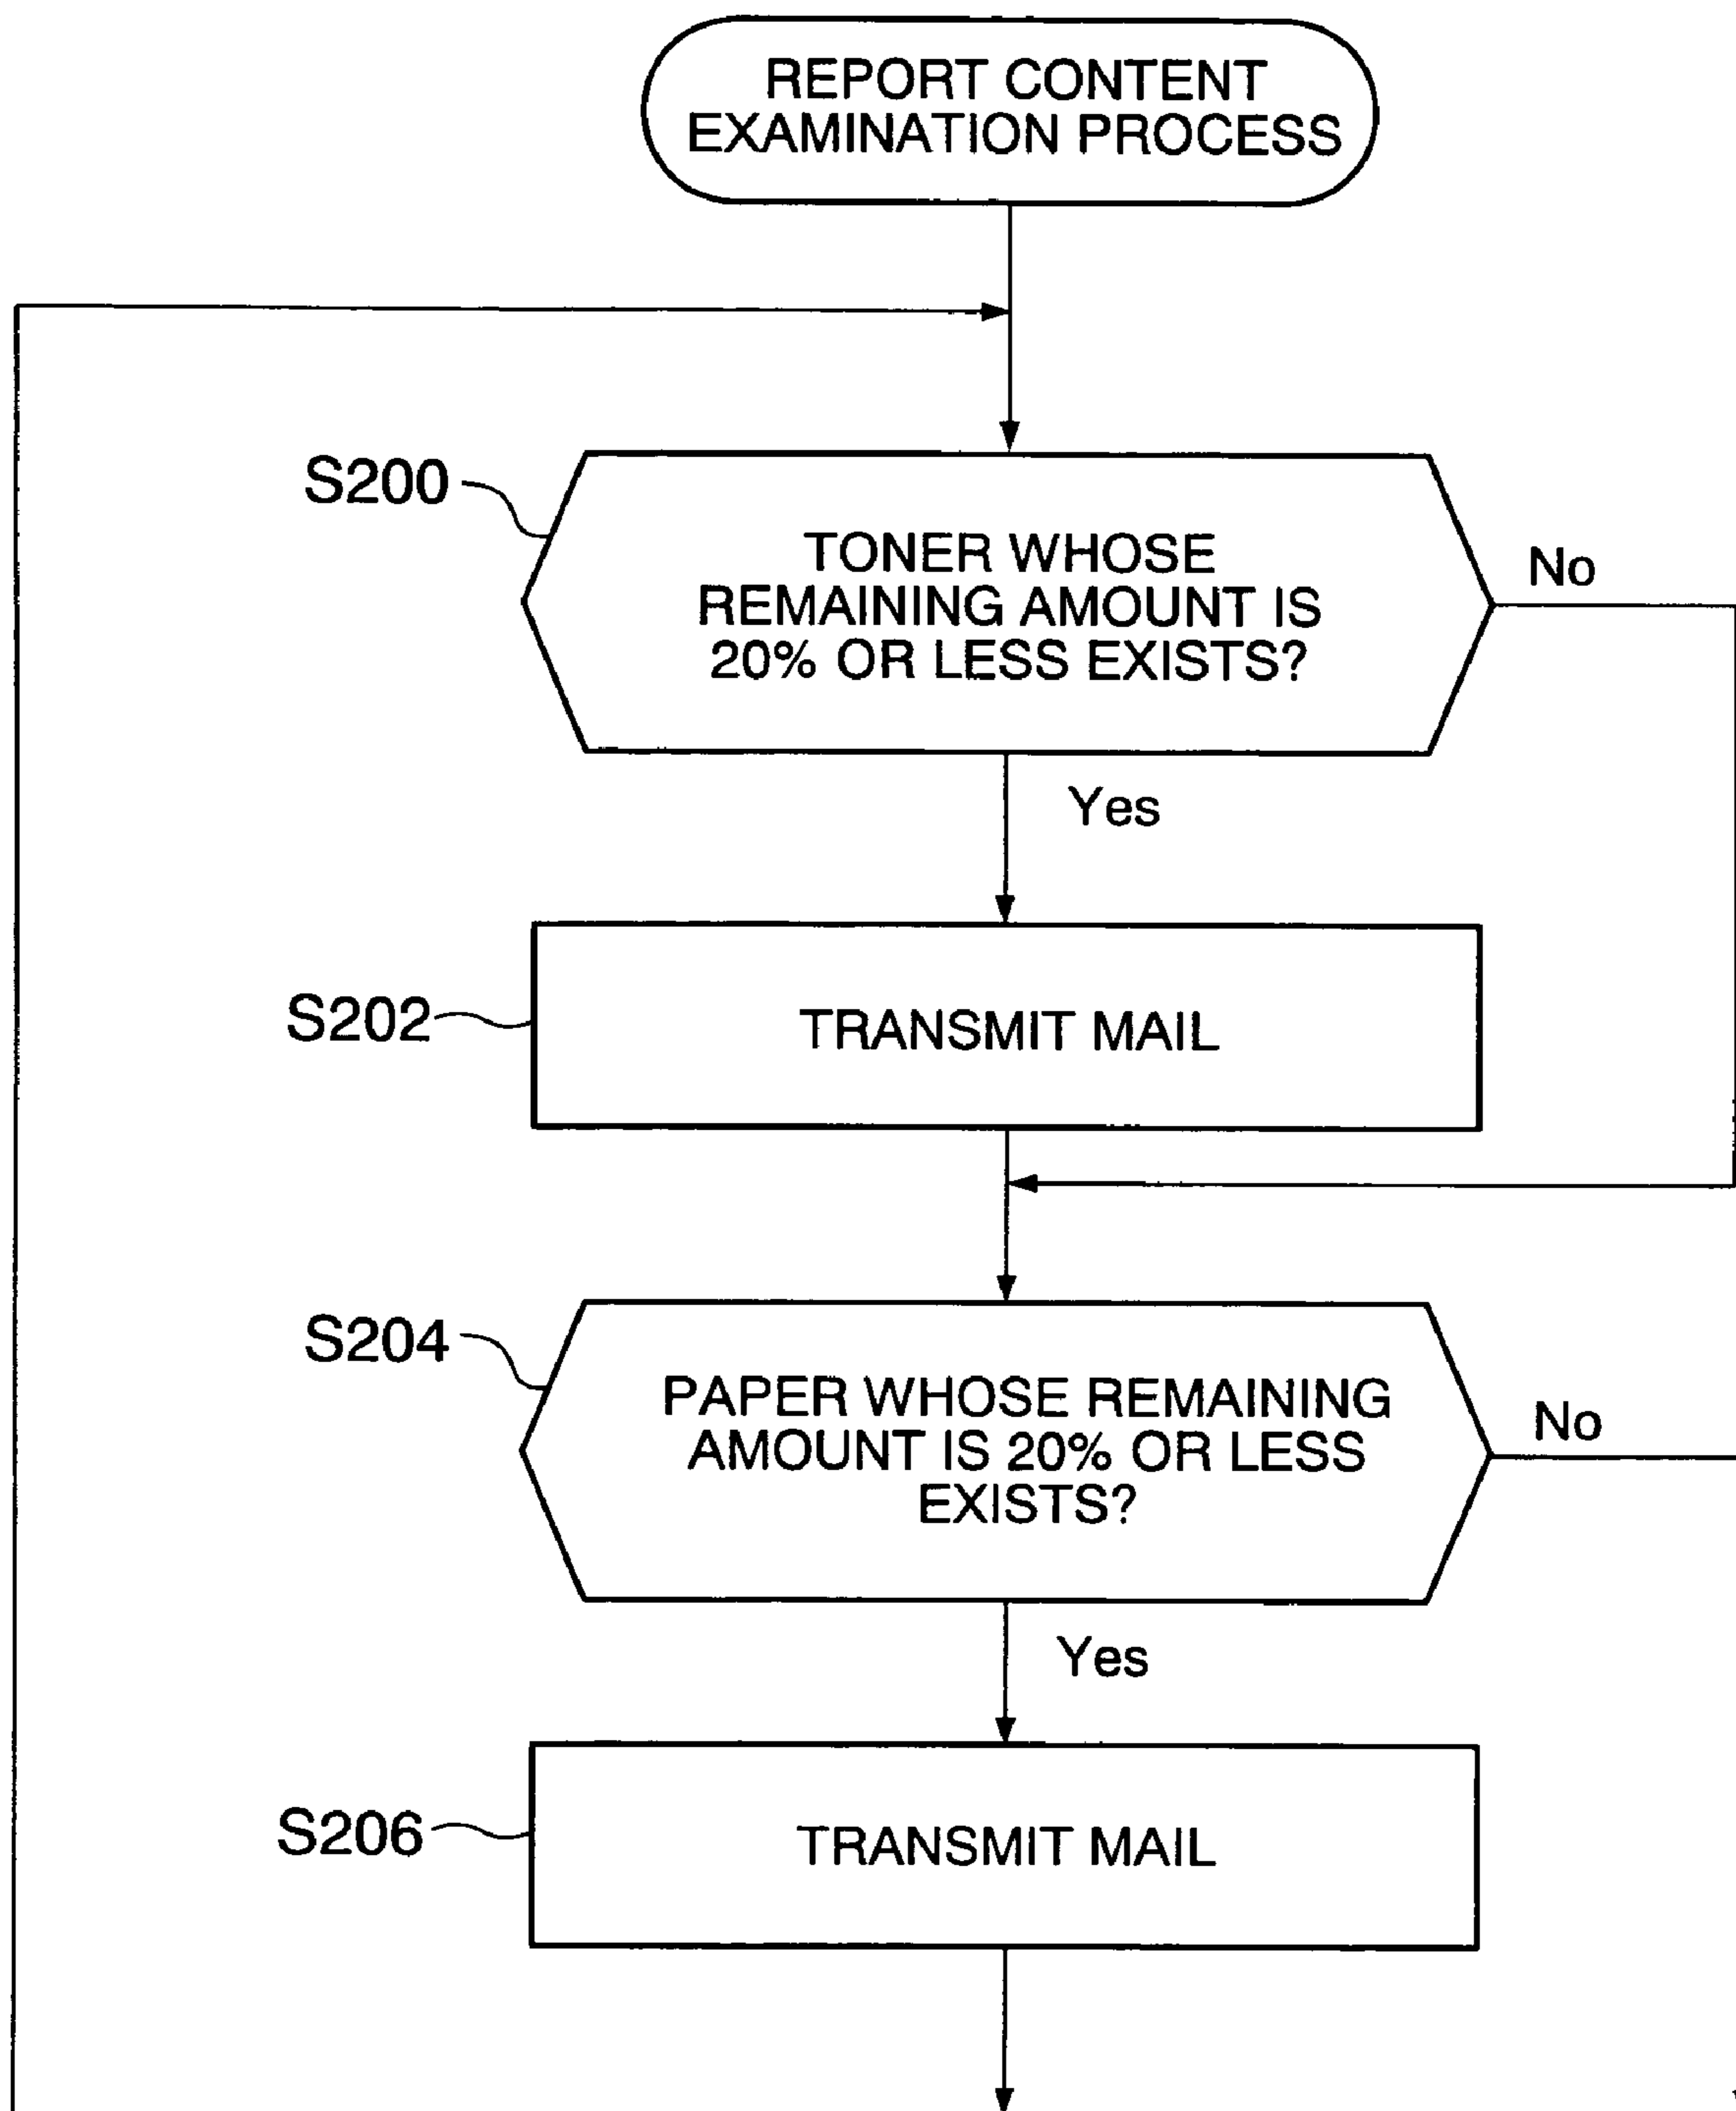 REPORT CONTENT
EXAMINATION PROCESS
S200
TONER WHOSE
REMAINING AMOUNT IS
20% OR LESS EXISTS?
No
Yes
S202
TRANSMIT MAIL
S204
PAPER WHOSE REMAINING
AMOUNT IS 20% OR LESS
EXISTS?
No
Yes
S206
TRANSMIT MAIL